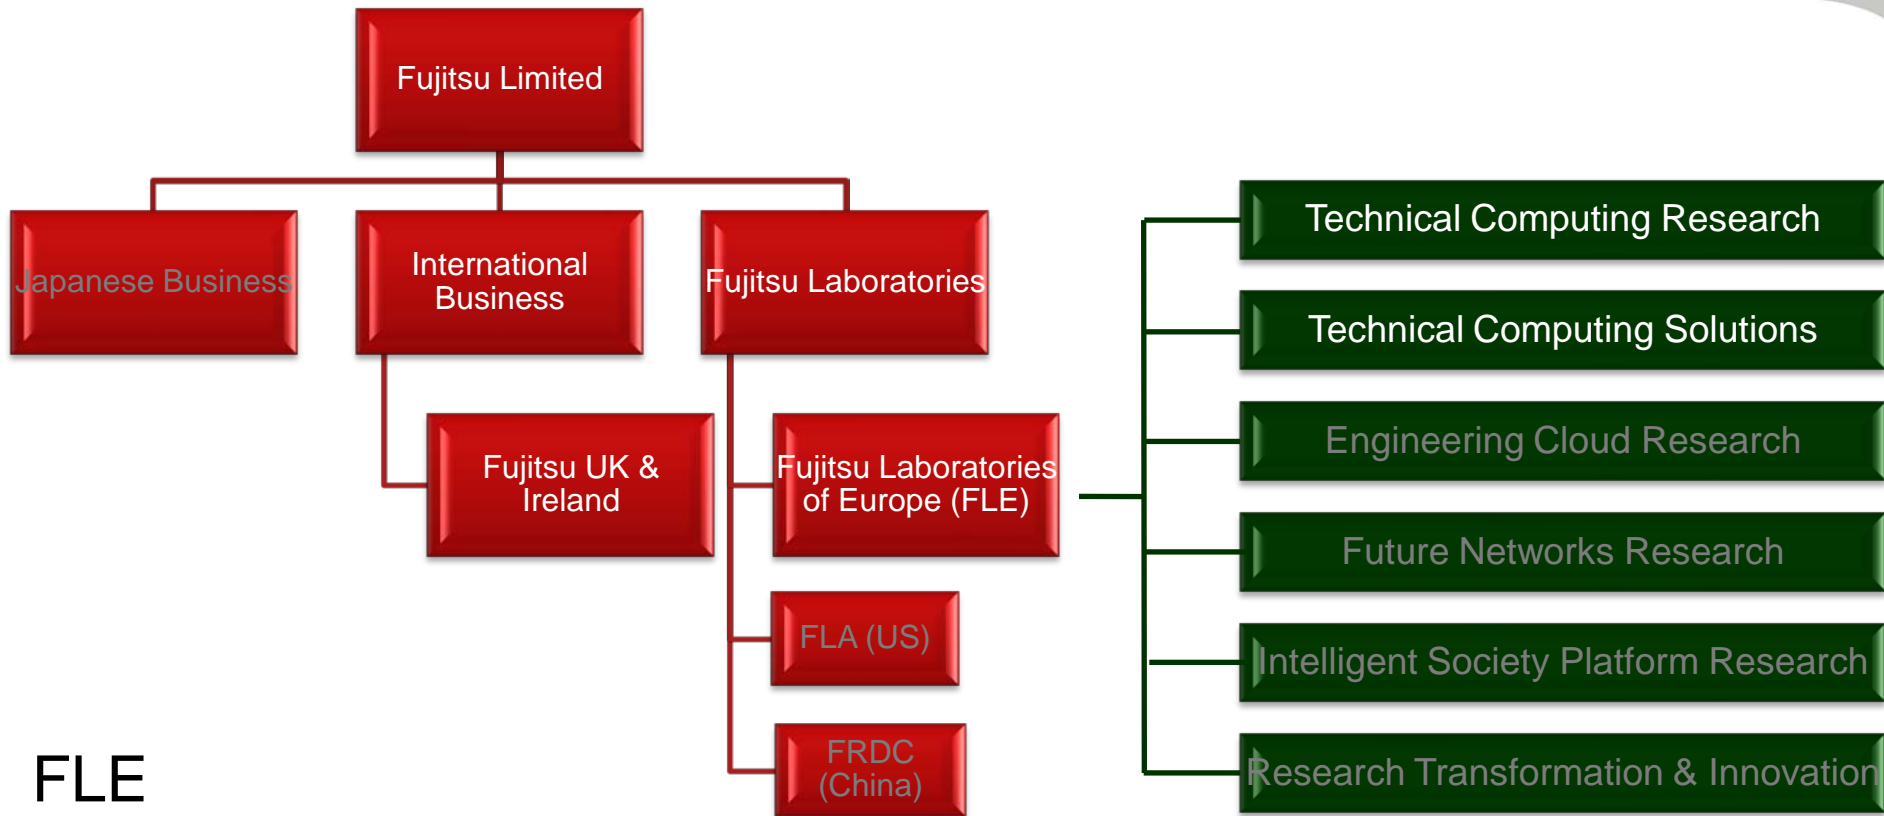 Fujitsu Limited
Japanese Business
International
Business
Fujitsu Laboratories
Fujitsu UK &
Ireland
Fujitsu Laboratories
of Europe (FLE)
FLA (US)
FRDC
(China)
Technical Computing Research
Technical Computing Solutions
Engineering Cloud Research
Future Networks Research
Intelligent Society Platform Research
Research Transformation & Innovation
FLE